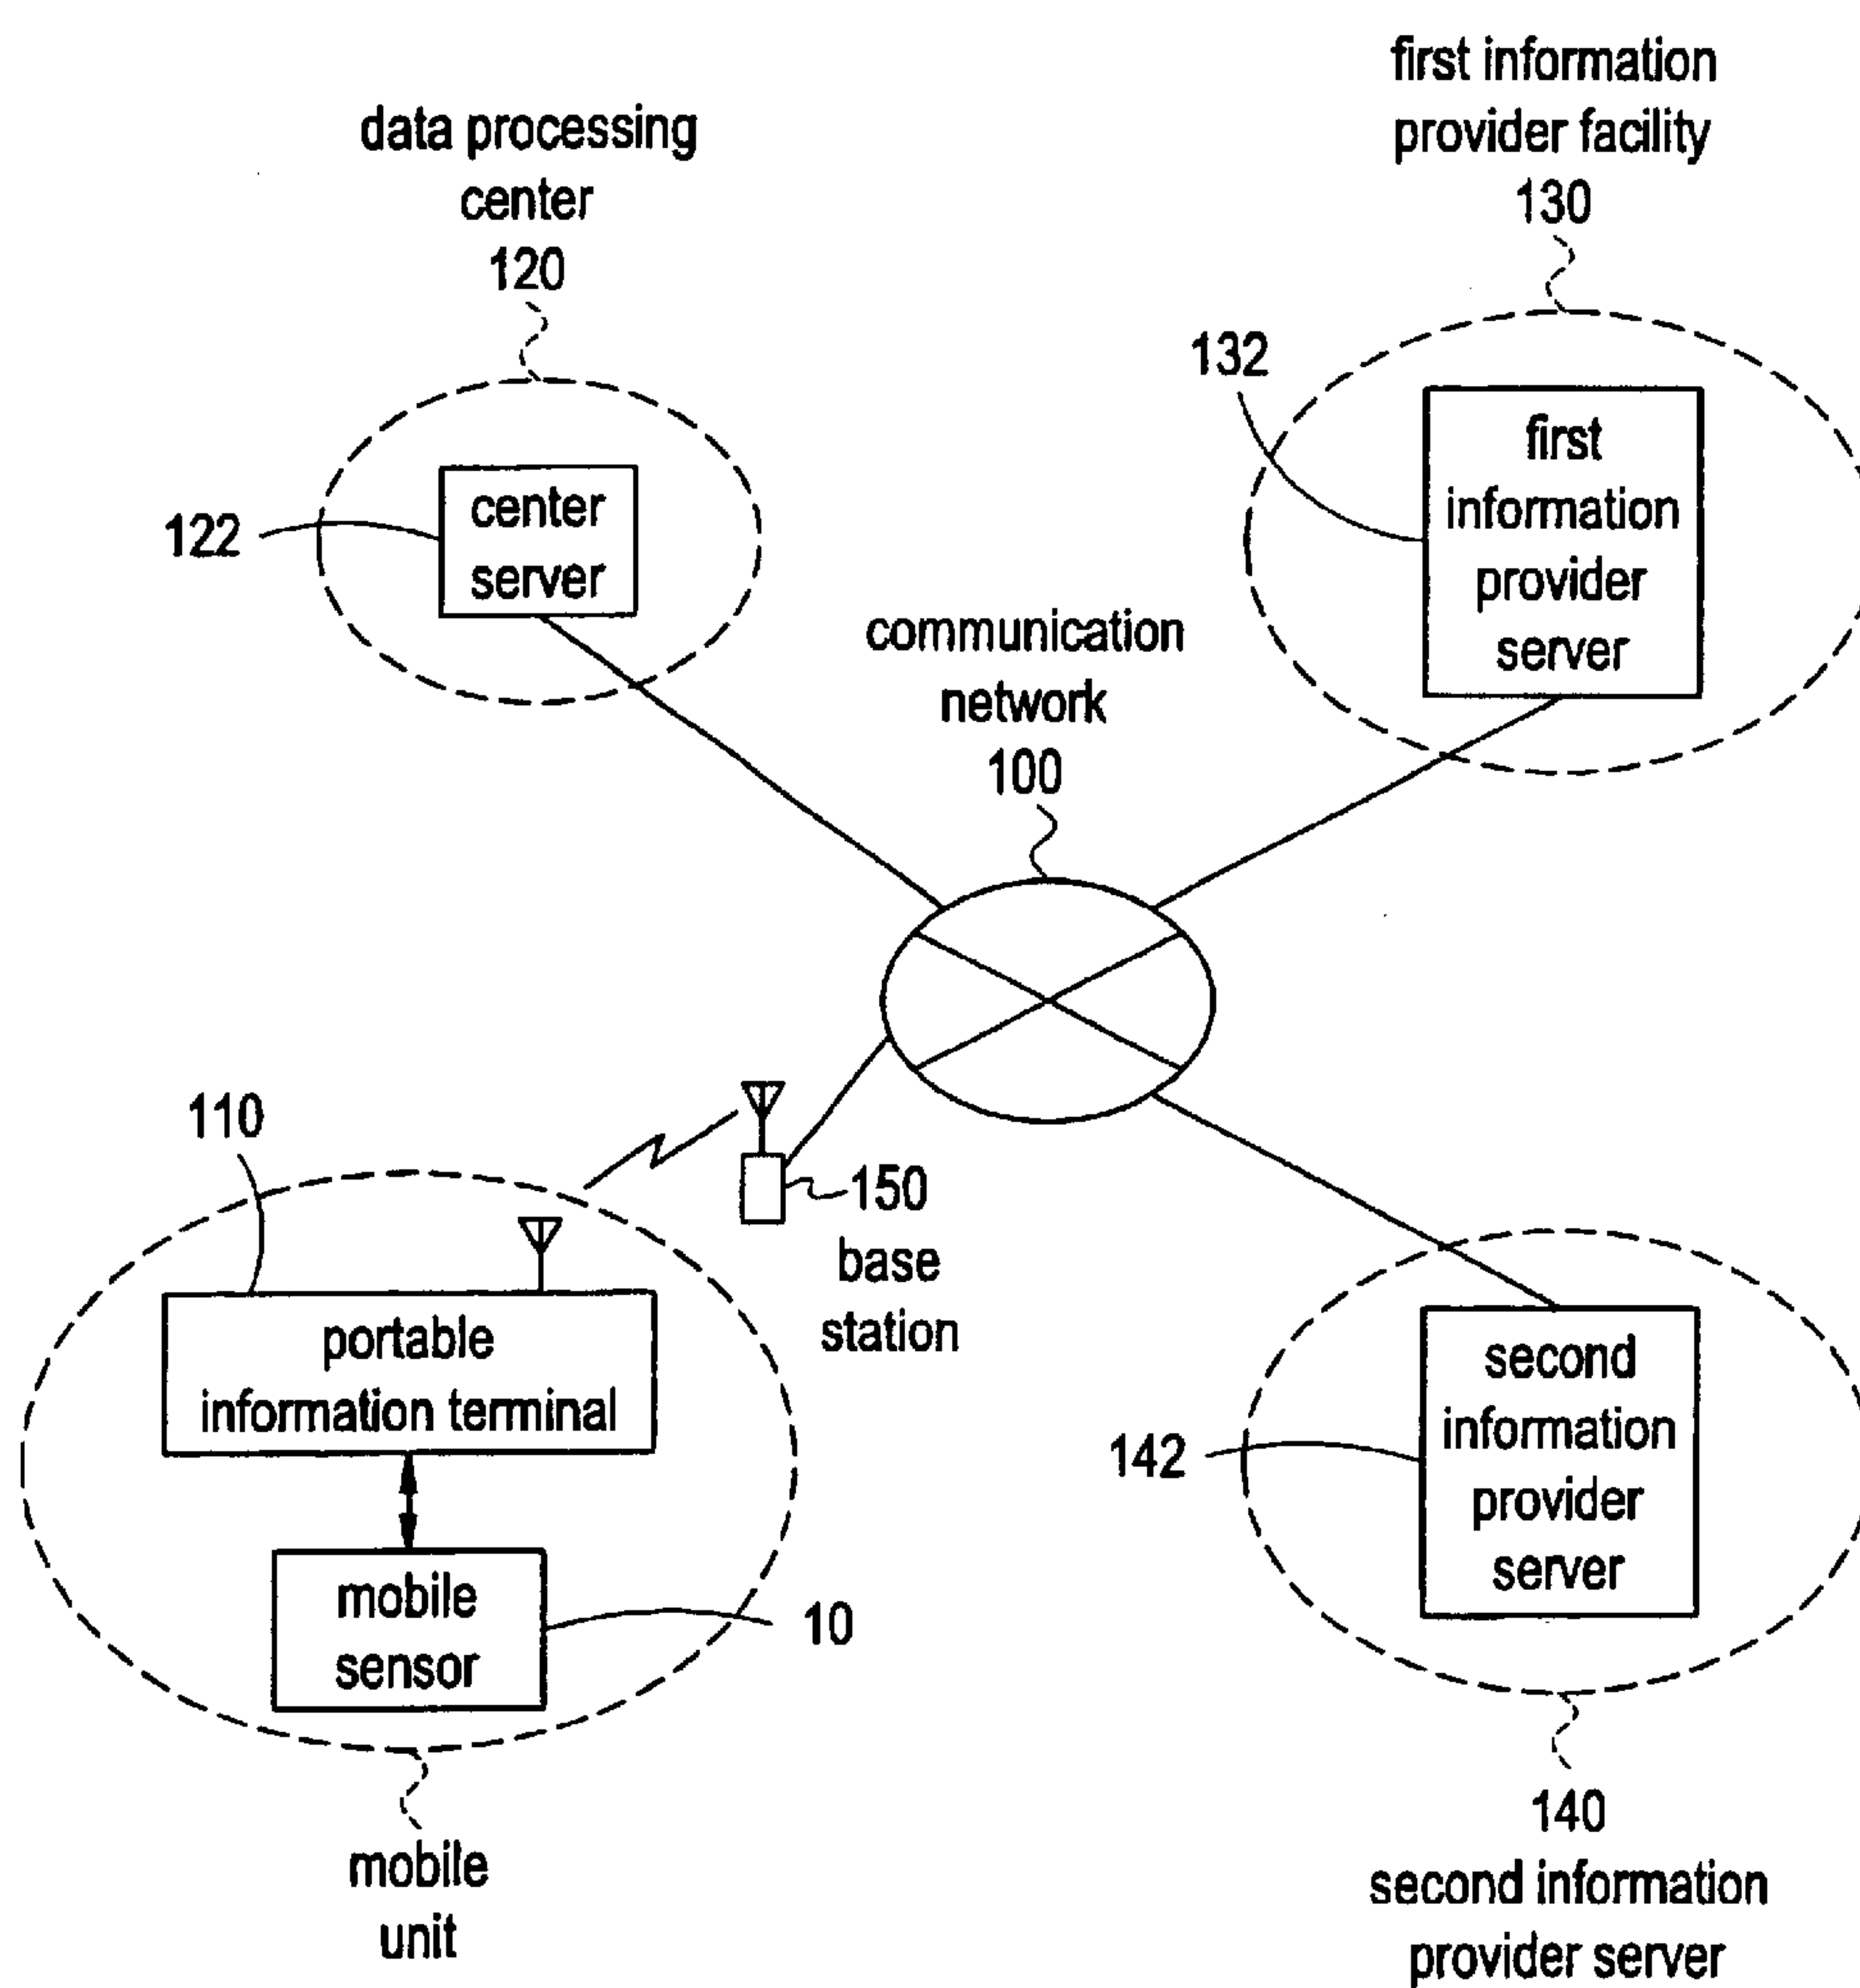 data processing
center
120
122
center
server
first information
provider facility
130
132
first
information
provider
server
communication
network
100
110
portable
information terminal
mobile
sensor
10
mobile
unit
150
base
station
142
second
information
provider
server
140
second information
provider server